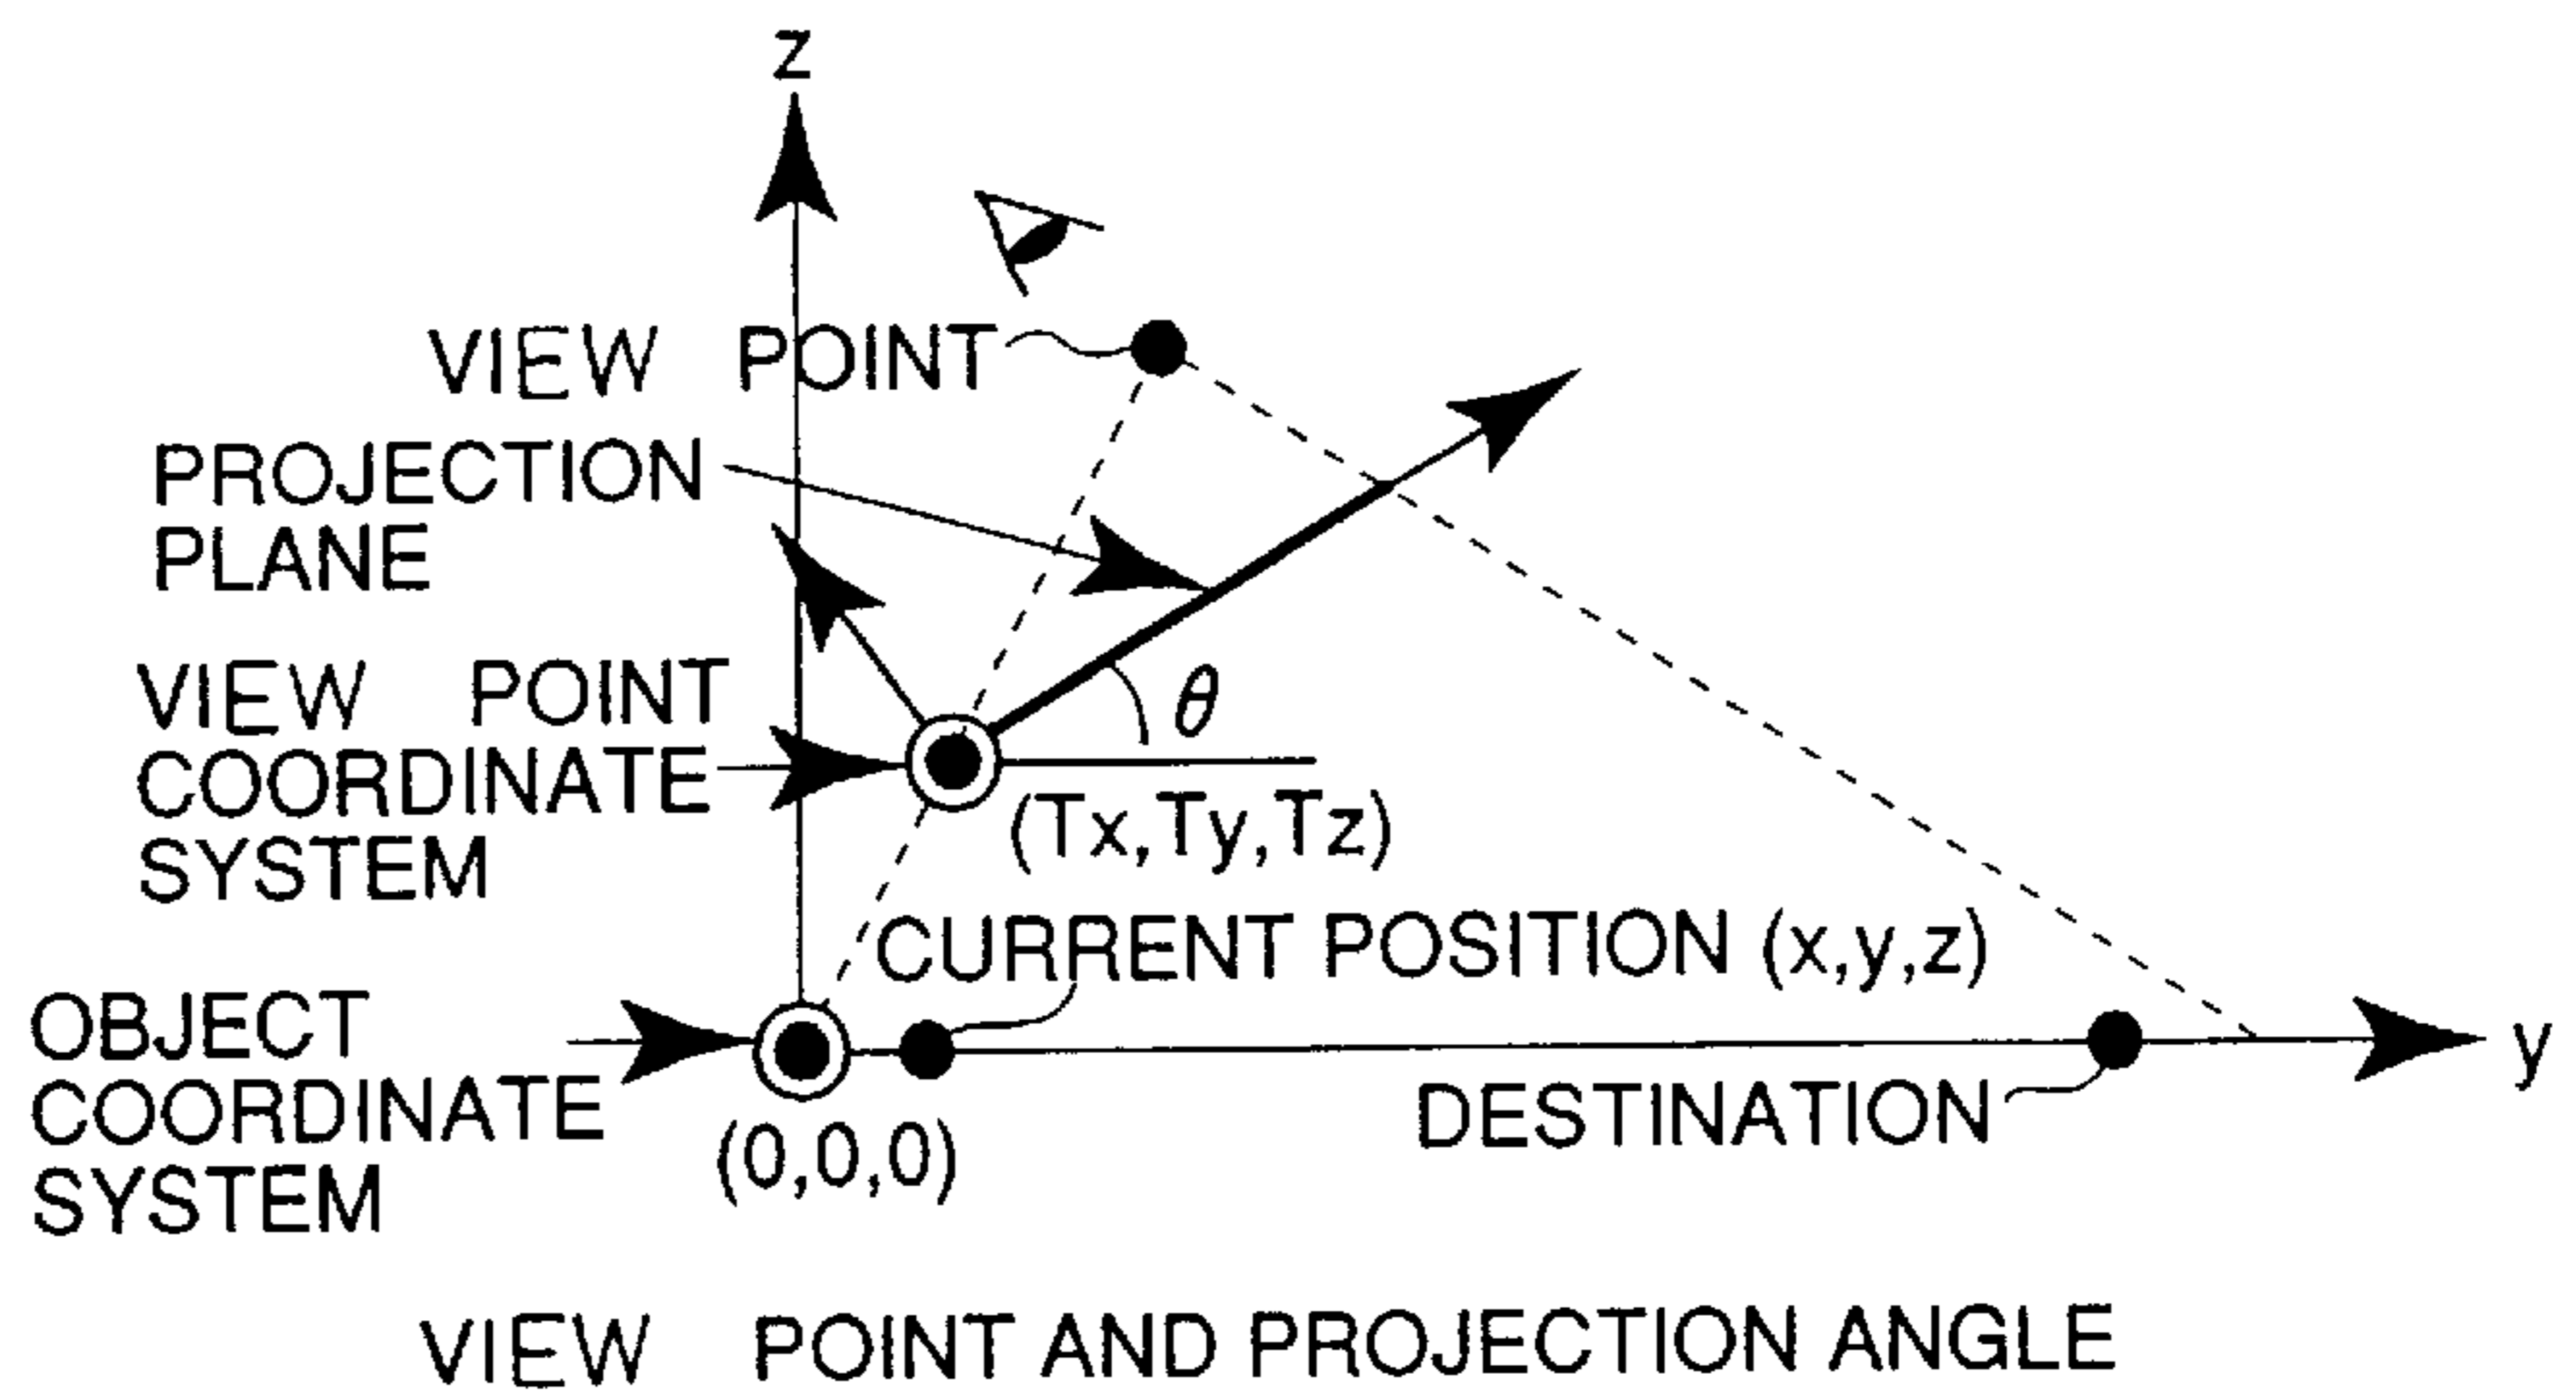 z
VIEW POINT
PROJECTION
PLANE
VIEW POINT
COORDINATE
SYSTEM
θ
(Tx,Ty,Tz)
CURRENT POSITION (x,y,z)
OBJECT
COORDINATE
SYSTEM
(0,0,0)
DESTINATION
y
VIEW POINT AND PROJECTION ANGLE